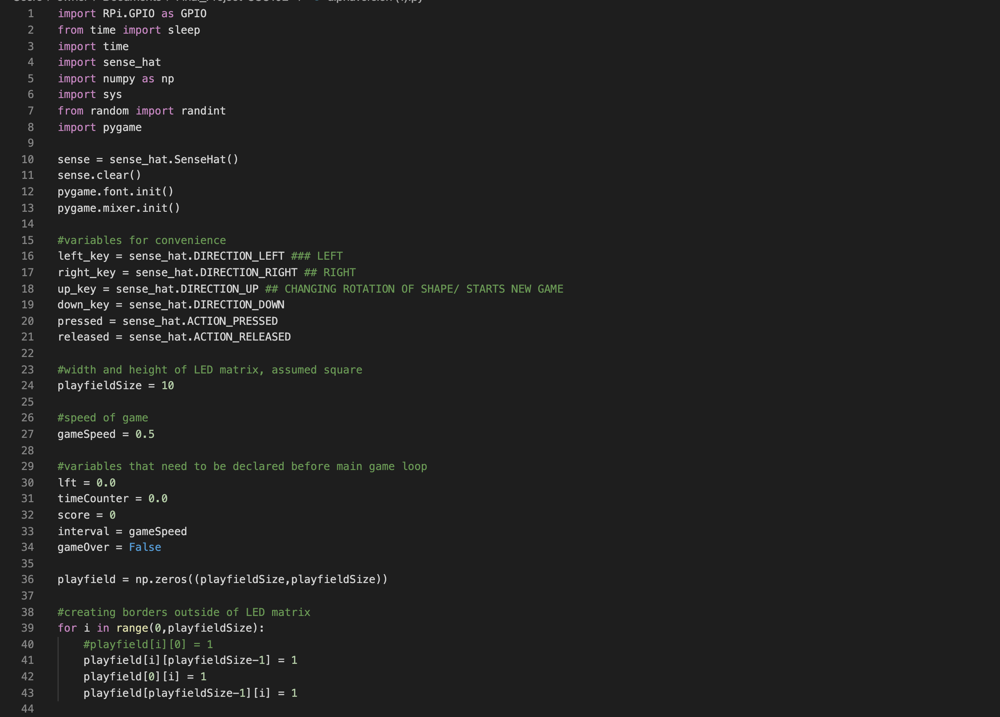 1 import RPi.GPIO as GPIO
2 from time import sleep
3 import time
4 import sense_hat
5 import numpy as np
6 import sys
7 from random import randint
8 import pygame
9
10 sense = sense_hat.SenseHat()
11 sense.clear()
12 pygame.font.init()
13 pygame.mixer.init()
14
15 #variables for convenience
16 left_key = sense_hat.DIRECTION_LEFT ### LEFT
17 right_key = sense_hat.DIRECTION_RIGHT ## RIGHT
18 up_key = sense_hat.DIRECTION_UP ## CHANGING ROTATION OF SHAPE/ STARTS NEW GAME
19 down_key = sense_hat.DIRECTION_DOWN
20 pressed = sense_hat.ACTION_PRESSED
21 released = sense_hat.ACTION_RELEASED
22
23 #width and height of LED matrix, assumed square
24 playfieldSize = 10
25
26 #speed of game
27 gameSpeed = 0.5
28
29 #variables that need to be declared before main game loop
30 lft = 0.0
31 timeCounter = 0.0
32 score = 0
33 interval = gameSpeed
34 gameOver = False
35
36 playfield = np.zeros((playfieldSize,playfieldSize))
37
38 #creating borders outside of LED matrix
39 for i in range(0,playfieldSize):
40     #playfield[i][0] = 1
41     playfield[i][playfieldSize-1] = 1
42     playfield[0][i] = 1
43     playfield[playfieldSize-1][i] = 1
44